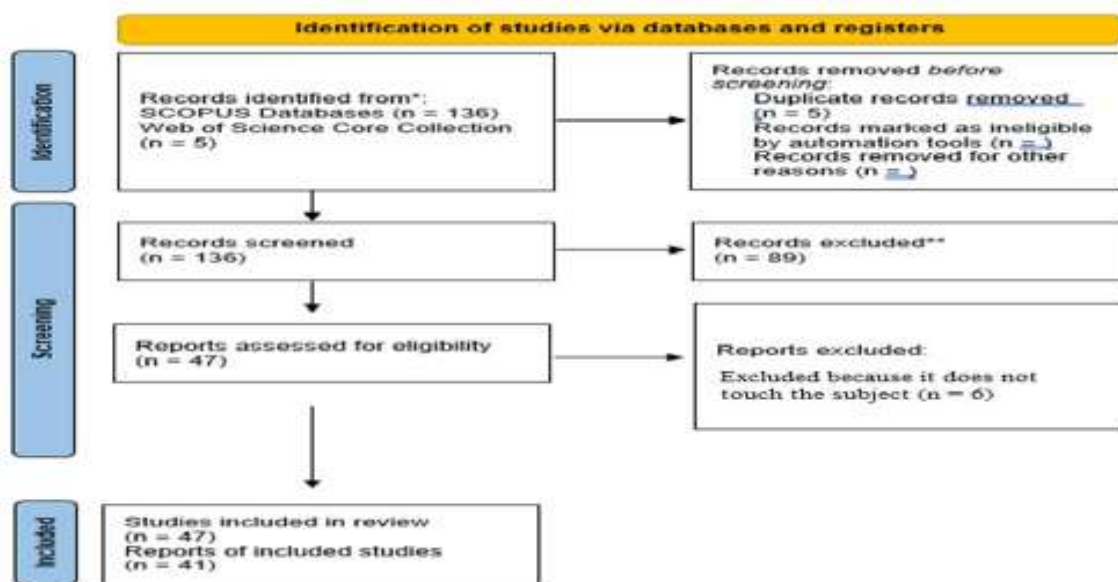 Identification of studies via databases and registers
Identification
Records identified from*:
SCOPUS Databases (n = 136)
Web of Science Core Collection
(n = 5)
Records removed before
screening:
Duplicate records removed
(n = 5)
Records marked as ineligible
by automation tools (n = )
Records removed for other
reasons (n = )
Screening
Records screened
(n = 136)
Records excluded**
(n = 89)
Reports assessed for eligibility
(n = 47)
Reports excluded:
Excluded because it does not
touch the subject (n = 6)
Included
Studies included in review
(n = 47)
Reports of included studies
(n = 41)